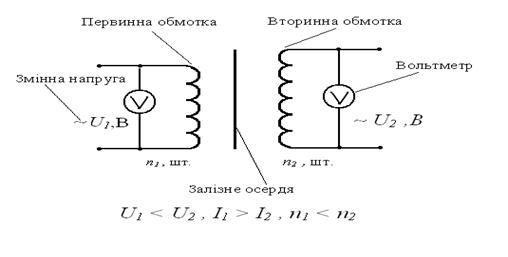 Первинна обмотка
Вторинна обмотка
Змінна напруга
Вольтметр
V
V
~U1,В
~ U2 ,В
n1, шт.
n2, шт.
Залізне осердя
U1 < U2 , I1 > I2 , n1 < n2